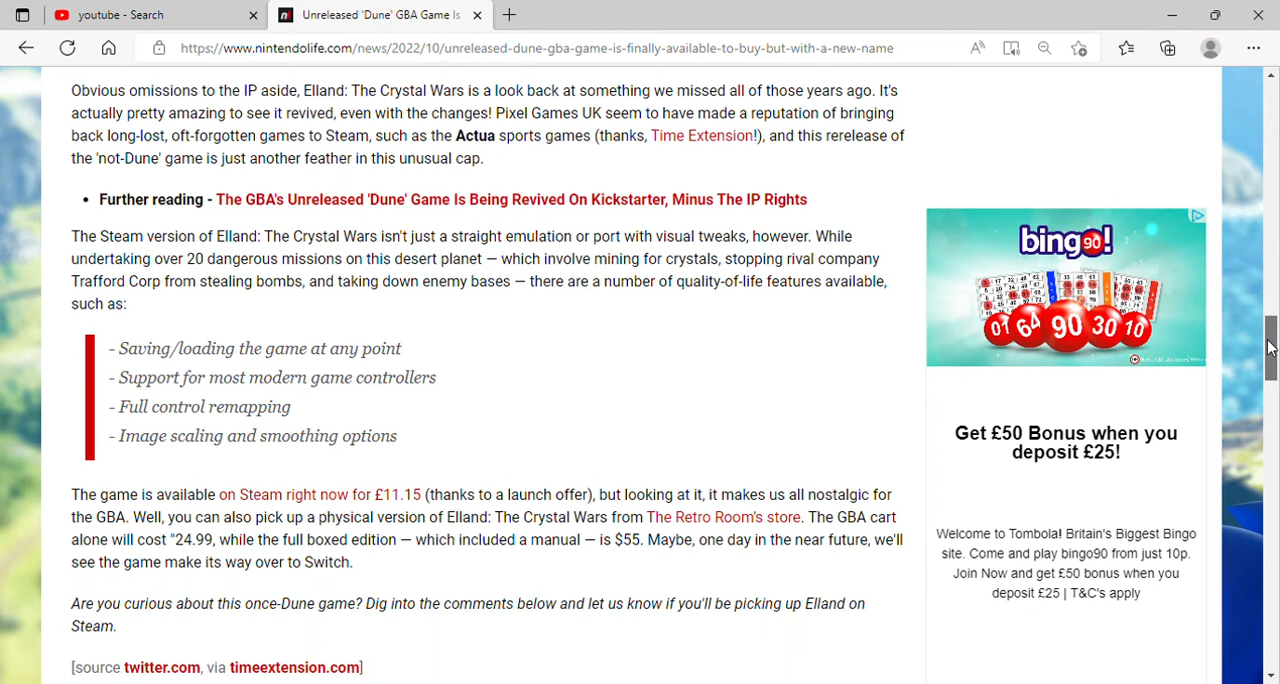 youtube - Search
Unreleased 'Dune' GBA Game Is
https://www.nintendolife.com/news/2022/10/unreleased-dune-gba-game-is-finally-available-to-buy-but-with-a-new-name
Obvious omissions to the IP aside, Elland: The Crystal Wars is a look back at something we missed all of those years ago. It's
actually pretty amazing to see it revived, even with the changes! Pixel Games UK seem to have made a reputation of bringing
back long-lost, oft-forgotten games to Steam, such as the Actua sports games (thanks, Time Extension!), and this rerelease of
the 'not-Dune' game is just another feather in this unusual cap.
• Further reading - The GBA's Unreleased 'Dune' Game Is Being Revived On Kickstarter, Minus The IP Rights
The Steam version of Elland: The Crystal Wars isn't just a straight emulation or port with visual tweaks, however. While
undertaking over 20 dangerous missions on this desert planet — which involve mining for crystals, stopping rival company
Trafford Corp from stealing bombs, and taking down enemy bases — there are a number of quality-of-life features available,
such as:
- Saving/loading the game at any point
- Support for most modern game controllers
- Full control remapping
- Image scaling and smoothing options
The game is available on Steam right now for £11.15 (thanks to a launch offer), but looking at it, it makes us all nostalgic for
the GBA. Well, you can also pick up a physical version of Elland: The Crystal Wars from The Retro Room's store. The GBA cart
alone will cost "24.99, while the full boxed edition — which included a manual — is $55. Maybe, one day in the near future, we'll
see the game make its way over to Switch.
Are you curious about this once-Dune game? Dig into the comments below and let us know if you'll be picking up Elland on
Steam.
[source twitter.com, via timeextension.com]
bingo90!
01 64 90 30 10
Get £50 Bonus when you
deposit £25!
Welcome to Tombola! Britain's Biggest Bingo
site. Come and play bingo90 from just 10p.
Join Now and get £50 bonus when you
deposit £25 | T&C's apply